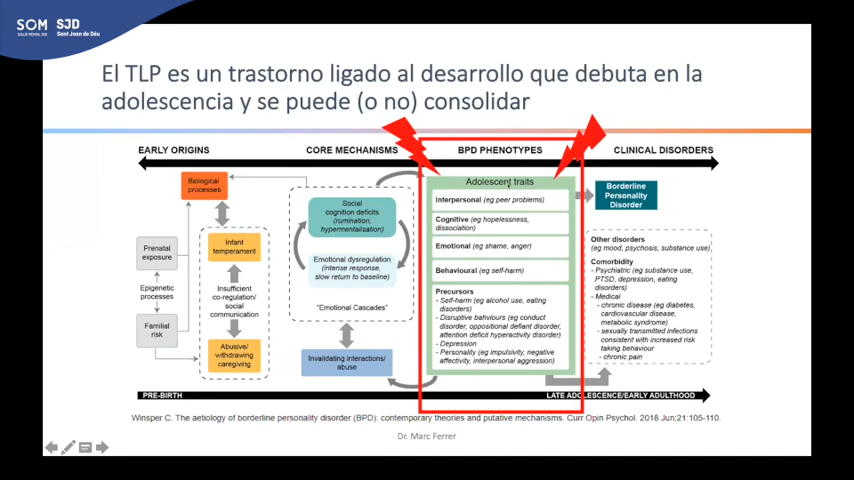 SOM
SALUT MENTAL JOD
SJD
Sant Joan de Déu
El TLP es un trastorno ligado al desarrollo que debuta en la
adolescencia y se puede (o no) consolidar
EARLY ORIGINS
CORE MECHANISMS
BPD PHENOTYPES
CLINICAL DISORDERS
Biological
processes
Prenatal
exposure
Epigenetic
processes
Familial
risk
Infant
temperament
Insufficient
co-regulation/
social
communication
Abusive/
withdrawing
caregiving
Social
cognition deficits
(rumination,
hypermentalisation)
Emotional dysregulation
(intense response,
slow return to baseline)
"Emotional Cascades"
Invalidating interactions/
abuse
Adolescent traits
Interpersonal (eg peer problems)
Cognitive (eg hopelessness,
dissociation)
Emotional (eg shame, anger)
Behavioural (eg self-harm)
Precursors
- Self-harm (eg alcohol use, eating
disorders)
- Disruptive bahviours (eg conduct
disorder, oppositional defiant disorder,
attention deficit heractivity disorder)
- Depression
- Personality (eg impulsivity, negative
affectivity, interpersonal aggression)
Borderline
Personality
Disorder
Other disorders
(eg mood, psychosis, substance use)
Comorbidity
- Psychiatric (eg substance use,
PTSD, depression, eating
disorders)
- Medical
- chronic disease (eg diabetes,
cardiovascular disease,
metabolic syndrome)
- sexually transmitted infections
consistent with increased risk
taking behaviour
- chronic pain
PRE-BIRTH
LATE ADOLESCENCE/EARLY ADULTHOOD
Winsper C. The aetiology of borderline personality disorder (BPD): contemporary theories and putative mechanisms. Curr Opin Psychol. 2018 Jun;21:105-110.
Dr. Marc Ferrer